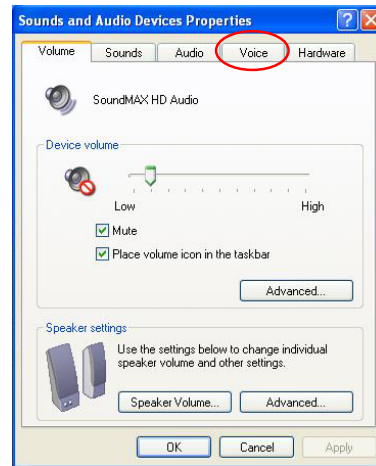 Sounds and Audio Devices Properties
Volume Sounds Audio Voice Hardware
SoundMAX HD Audio
Device volume
Low High
Mute
Place volume icon in the taskbar
Advanced...
Speaker settings
Use the settings below to change individual
speaker volume and other settings.
Speaker Volume... Advanced...
OK Cancel Apply